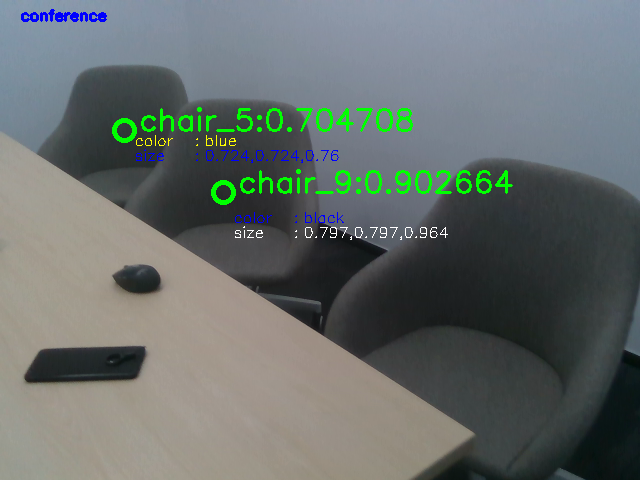 conference
chair_5:0.704708
color : blue
size : 0.724,0.724,0.76
chair_9:0.902664
color : black
size : 0.797,0.797,0.964